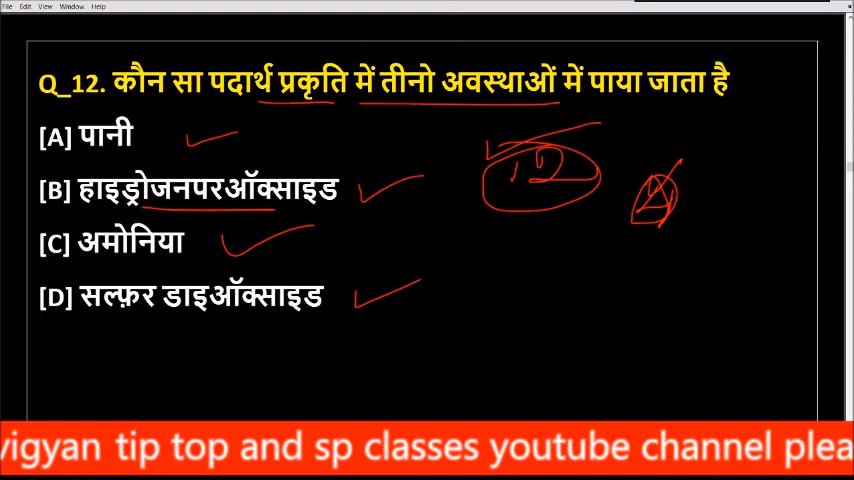 File Edit View Window Help
Q_12. कौन सा पदार्थ प्रकृति में तीनो अवस्थाओं में पाया जाता है
[A] पानी
[B] हाइड्रोजनपरऑक्साइड
[C] अमोनिया
[D] सल्फ़र डाइऑक्साइड
vigyan tip top and sp classes youtube channel plea